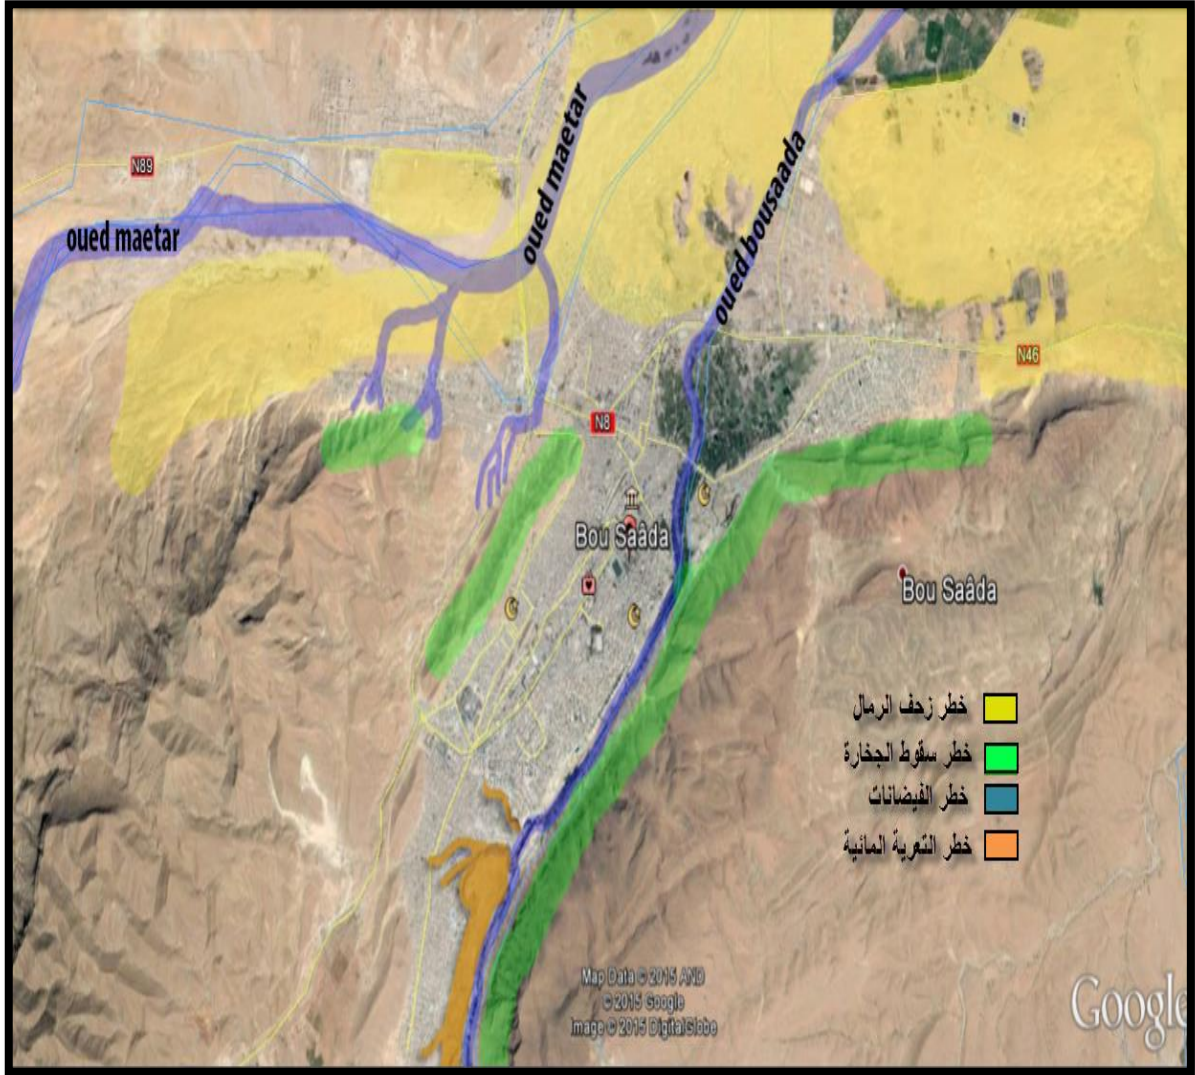 N89
oued maetar
oued maetar
oued bousaada
N46
N8
Bou Saâda
Bou Saâda
خطر زحف الرمال
خطر سقوط الجخارة
خطر الفيضانات
خطر التعرية المائية
Map Data © 2015 AND
© 2015 Google
Image © 2015 DigitalGlobe
Google